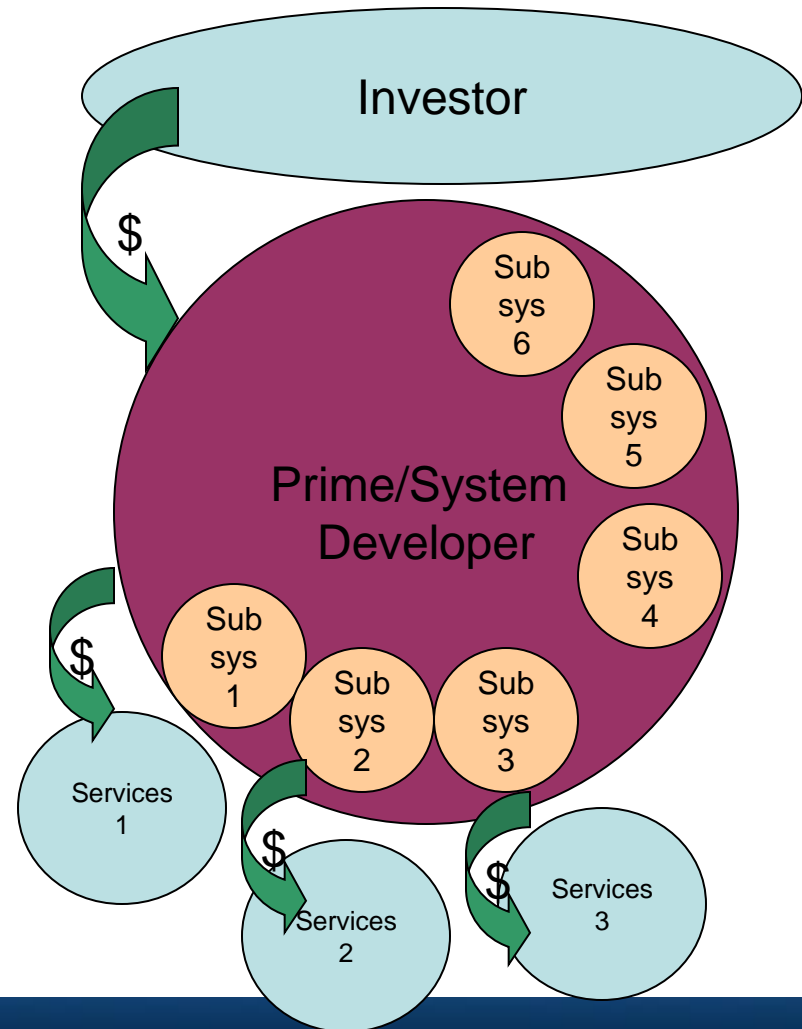 Investor
$
Sub
sys
6
Sub
sys
5
Prime/System
Developer
Sub
sys
4
Sub
sys
1
$
Sub
sys
2
Sub
sys
3
Services
1
$
Services
2
$
Services
3